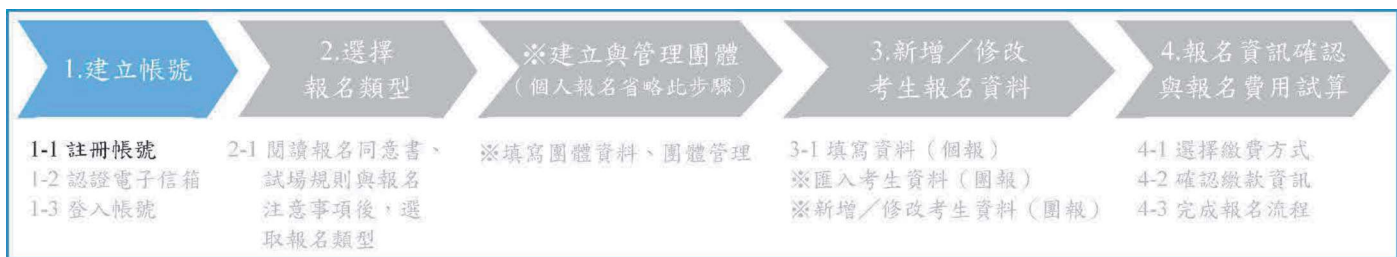 1.建立帳號
2.選擇
報名類型
※建立與管理團體
（個人報名省略此步驟）
3.新增／修改
考生報名資料
4.報名資訊確認
與報名費用試算
1-1 註冊帳號
1-2 認證電子信箱
1-3 登入帳號
2-1 閱讀報名同意書、
試場規則與報名
注意事項後，選
取報名類型
※填寫團體資料、團體管理
3-1 填寫資料（個報）
※匯入考生資料（團報）
※新增／修改考生資料（團報）
4-1 選擇繳費方式
4-2 確認繳款資訊
4-3 完成報名流程